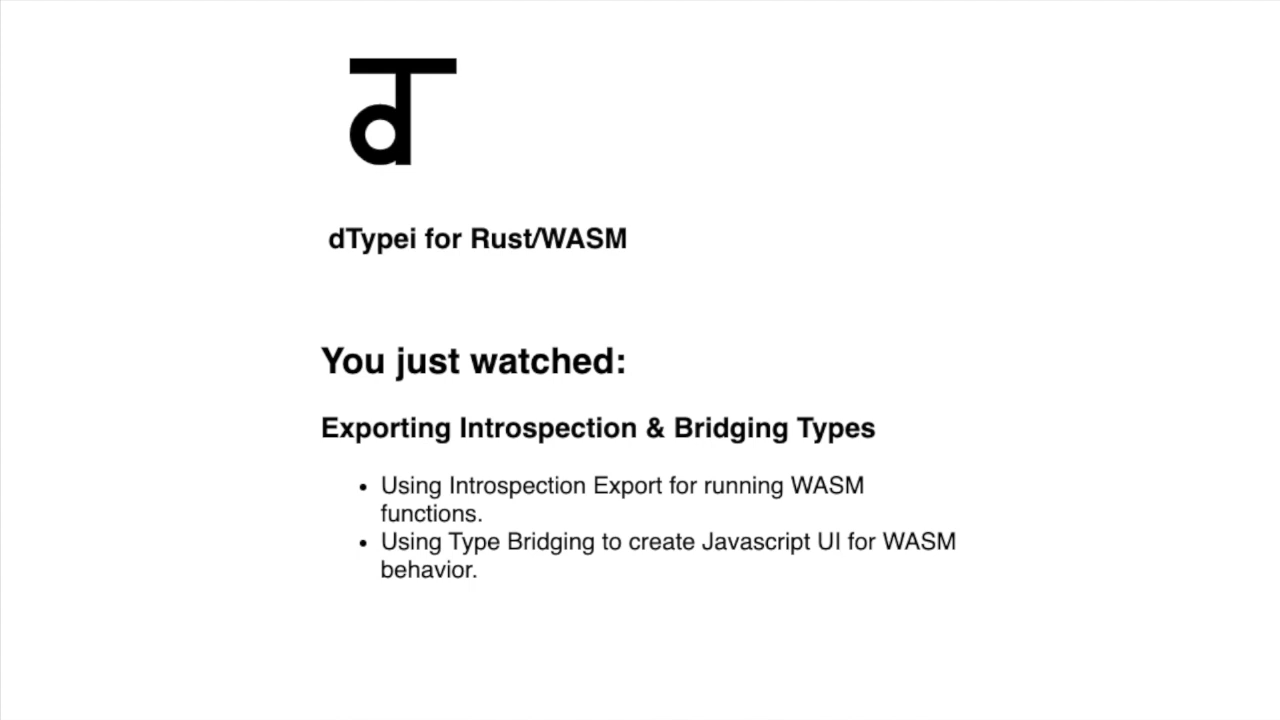 dT
dTypei for Rust/WASM
You just watched:
Exporting Introspection & Bridging Types
• Using Introspection Export for running WASM
functions.
• Using Type Bridging to create Javascript UI for WASM
behavior.